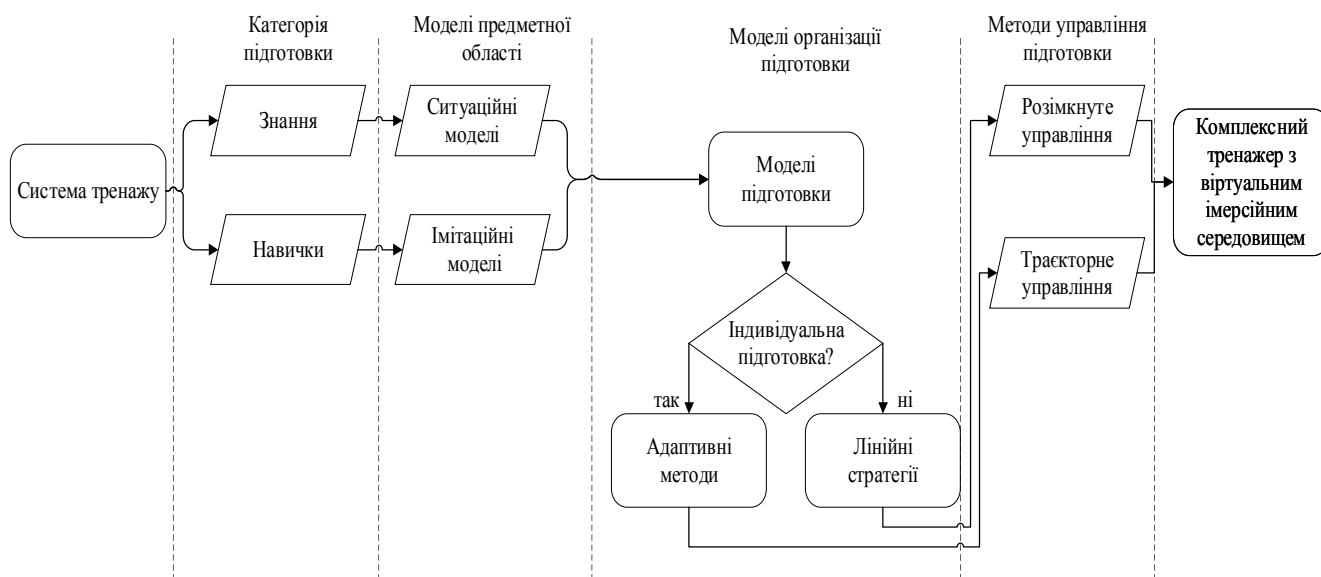 Категорія
підготовки
Моделі предметної
області
Моделі організації
підготовки
Методи управління
підготовки
Система тренажу
Знання
Навички
Ситуаційні
моделі
Імітаційні
моделі
Моделі
підготовки
Індивідуальна
підготовка?
так
ні
Адаптивні
методи
Лінійні
стратегії
Розімкнуте
управління
Траєкторне
управління
Комплексний
тренажер з
віртуальним
імерсійним
середовищем